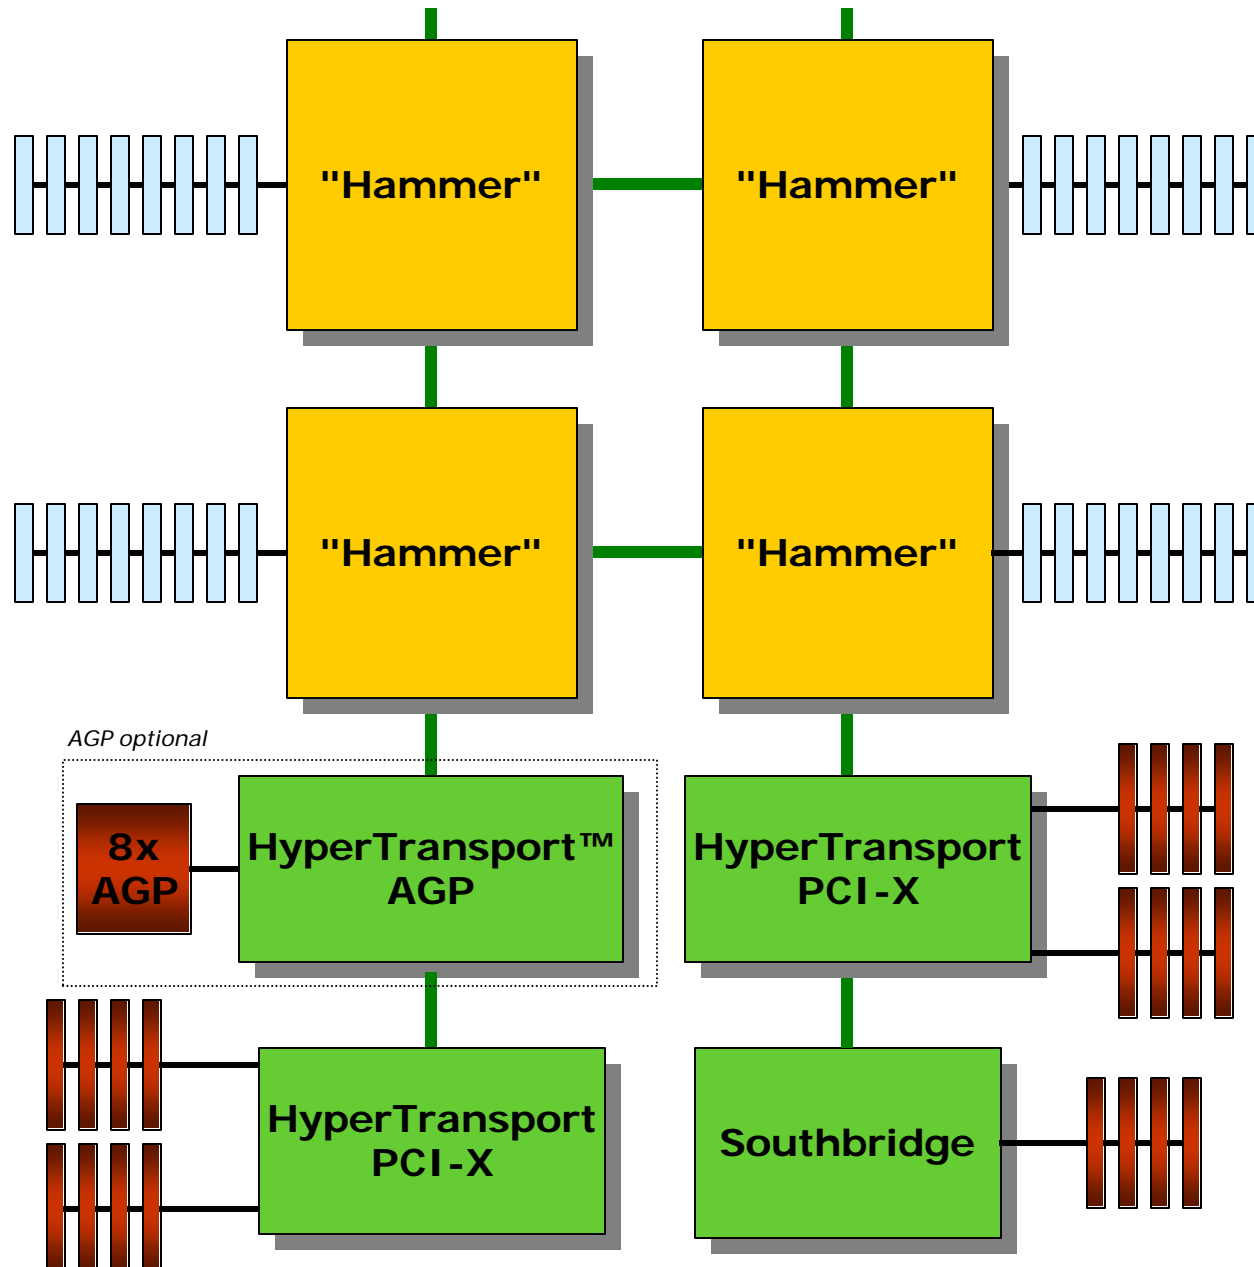 "Hammer"
"Hammer"
"Hammer"
"Hammer"
AGP optional
8x
AGP
HyperTransport™
AGP
HyperTransport
PCI-X
HyperTransport
PCI-X
Southbridge